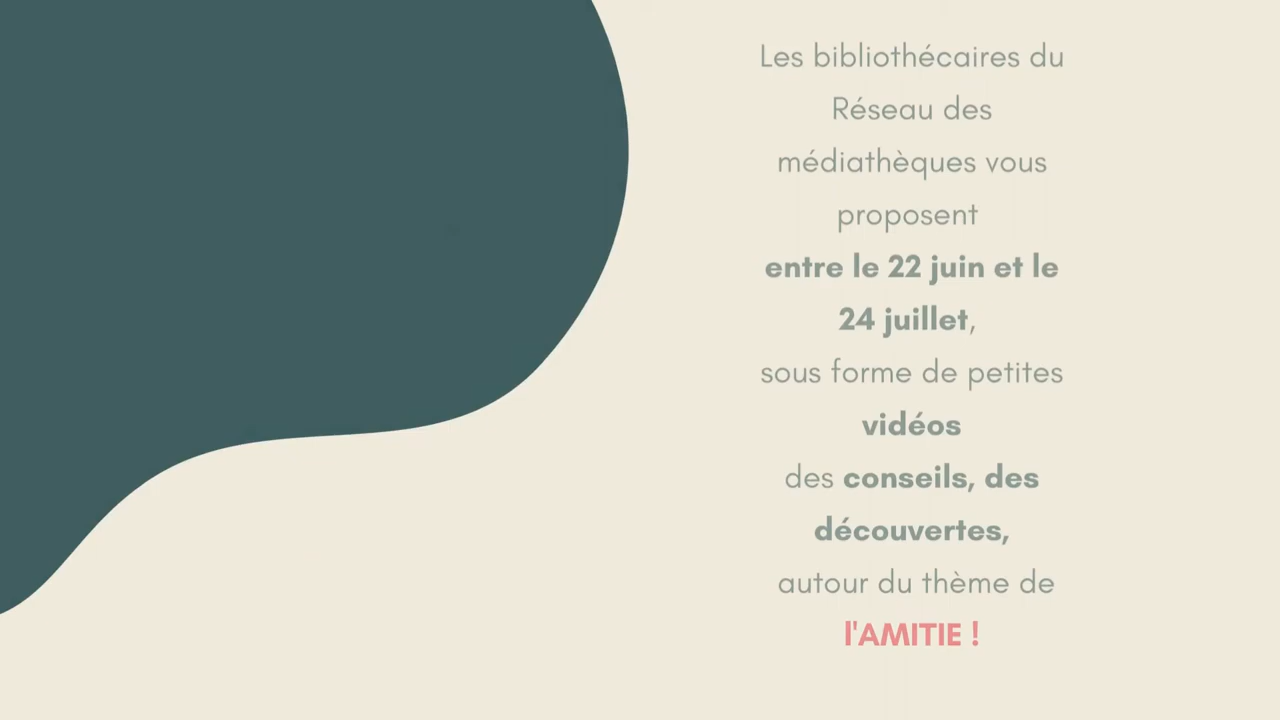 Les bibliothécaires du
Réseau des
médiathèques vous
proposent
entre le 22 juin et le
24 juillet,
sous forme de petites
vidéos
des conseils, des
découvertes,
autour du thème de
l'AMITIE !